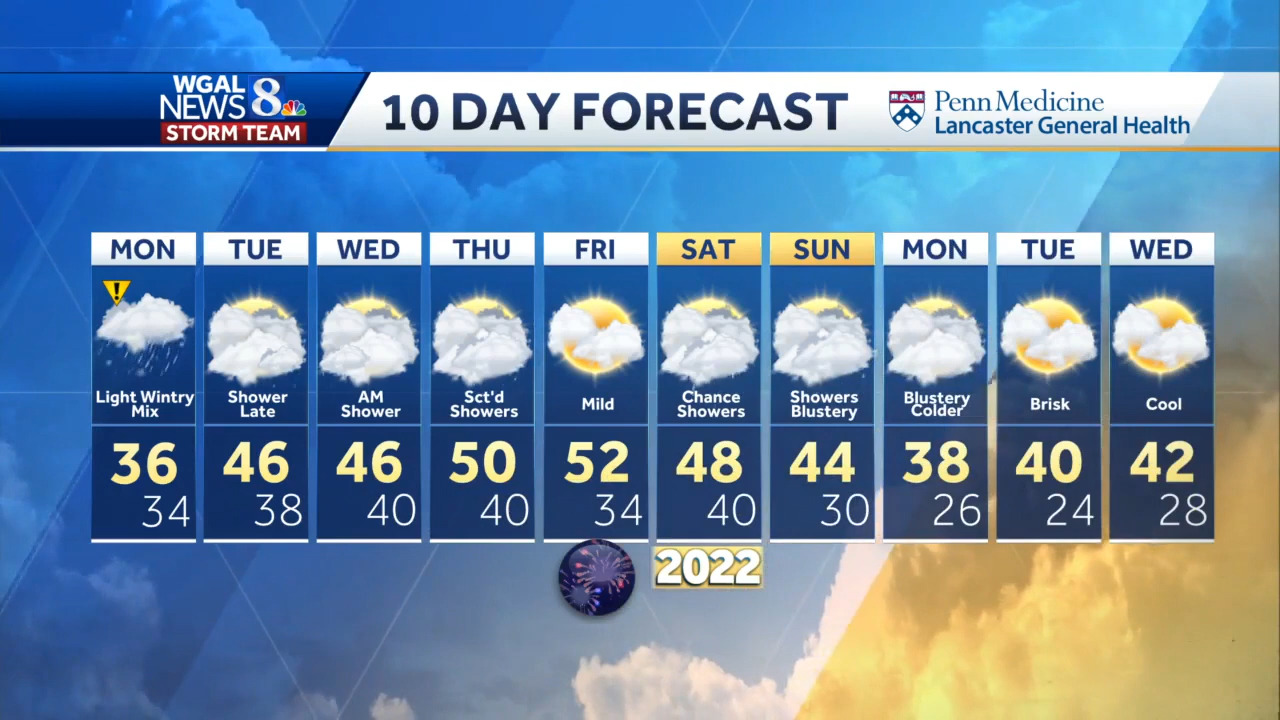 WGAL
NEWS 8
STORM TEAM
10 DAY FORECAST
Penn Medicine
Lancaster General Health
MON TUE WED THU FRI SAT SUN MON TUE WED
Light Wintry
Mix
Shower
Late
AM
Shower
Sct'd
Showers
Mild
Chance
Showers
Showers
Blustery
Blustery
Colder
Brisk
Cool
36 46 46 50 52 48 44 38 40 42
34 38 40 40 34 40 30 26 24 28
2022